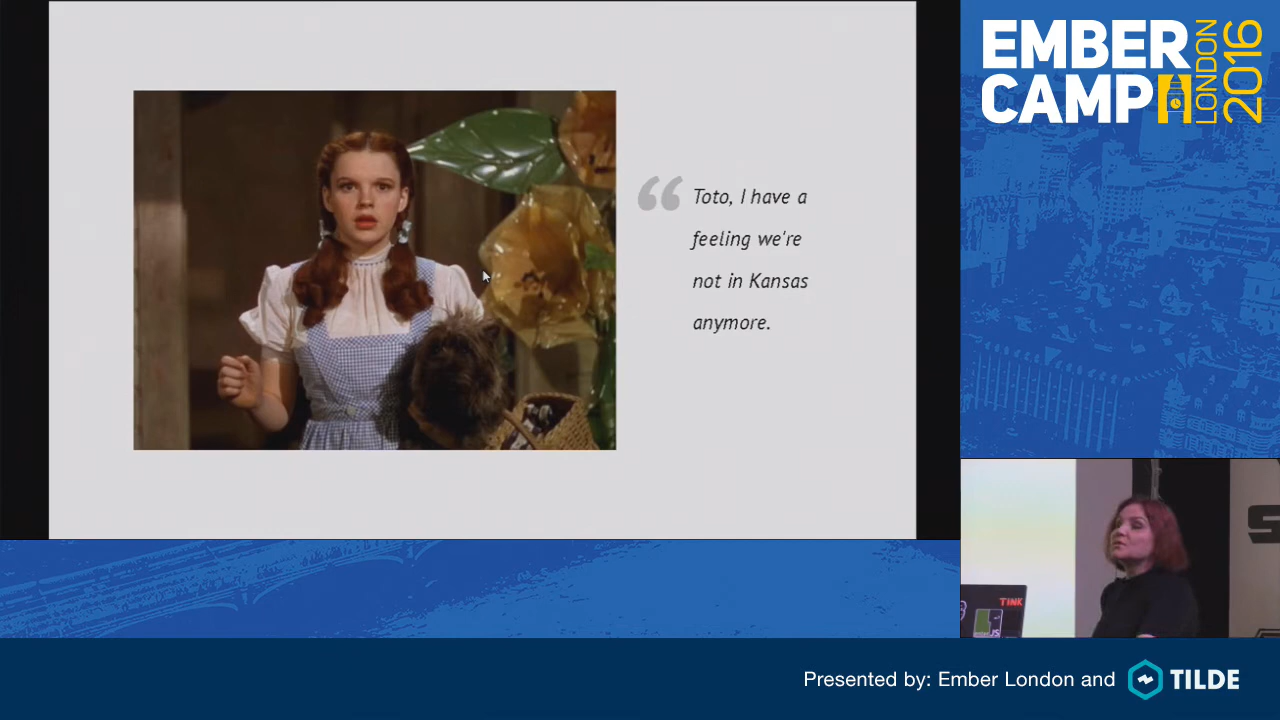 EMBER
CAMP
LONDON
2016
“
Toto, I have a
feeling we're
not in Kansas
anymore.
TINK
JS
Presented by: Ember London and TILDE